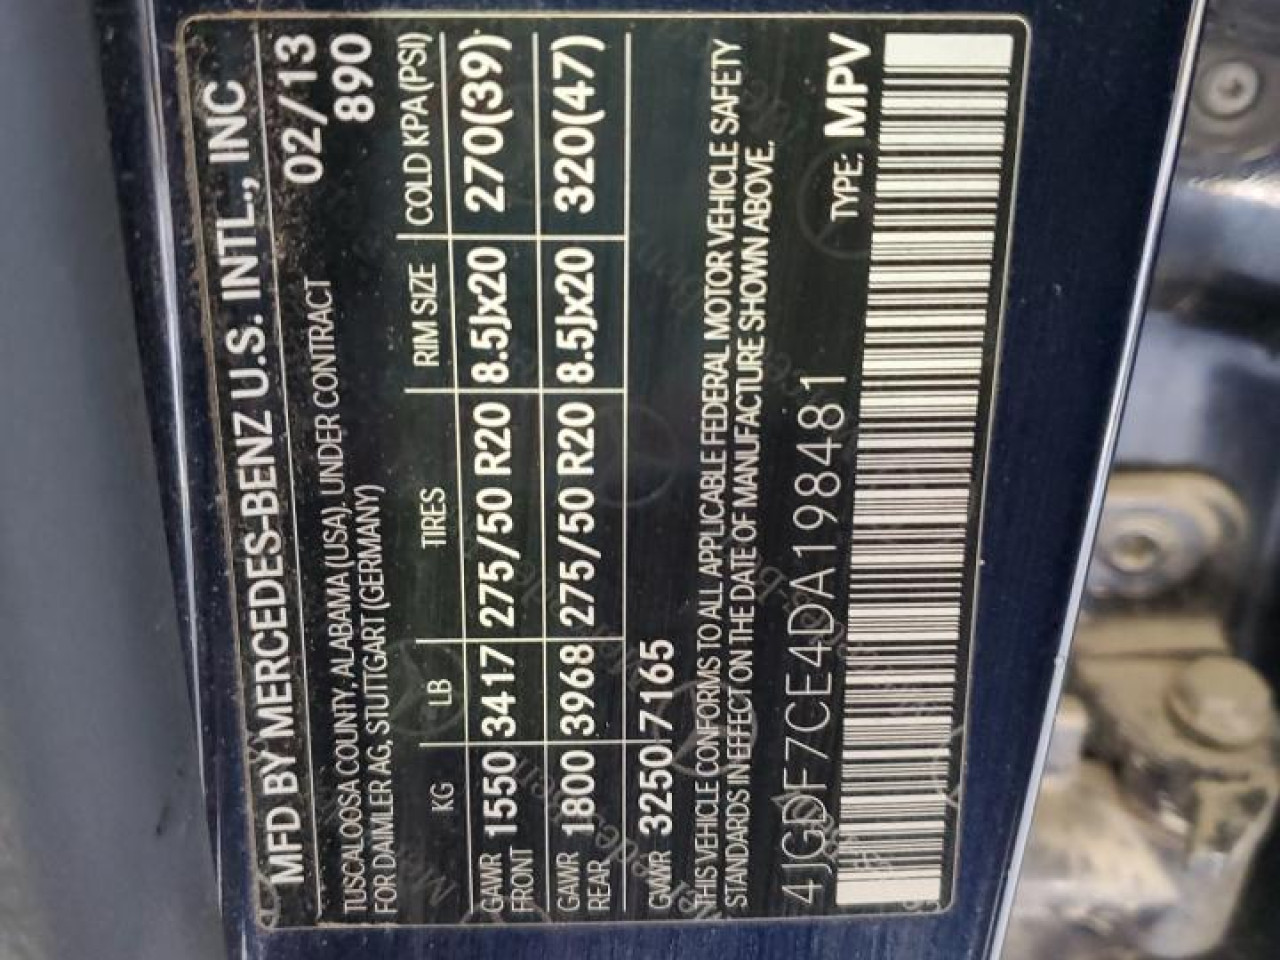 MFD BY MERCEDES-BENZ U.S. INTL., INC
TUSCALOOSA COUNTY, ALABAMA (USA). UNDER CONTRACT 02/13
FOR DAIMLER AG, STUTTGART (GERMANY) 890
KG LB TIRES RIM SIZE COLD KPA (PSI)
GAWR FRONT 1550 3417 275/50 R20 8.5Jx20 270(39)
GAWR REAR 1800 3968 275/50 R20 8.5Jx20 320(47)
GVWR 3250 7165
THIS VEHICLE CONFORMS TO ALL APPLICABLE FEDERAL MOTOR VEHICLE SAFETY
STANDARDS IN EFFECT ON THE DATE OF MANUFACTURE SHOWN ABOVE.
4JGDF7CE4DA198481 TYPE: MPV